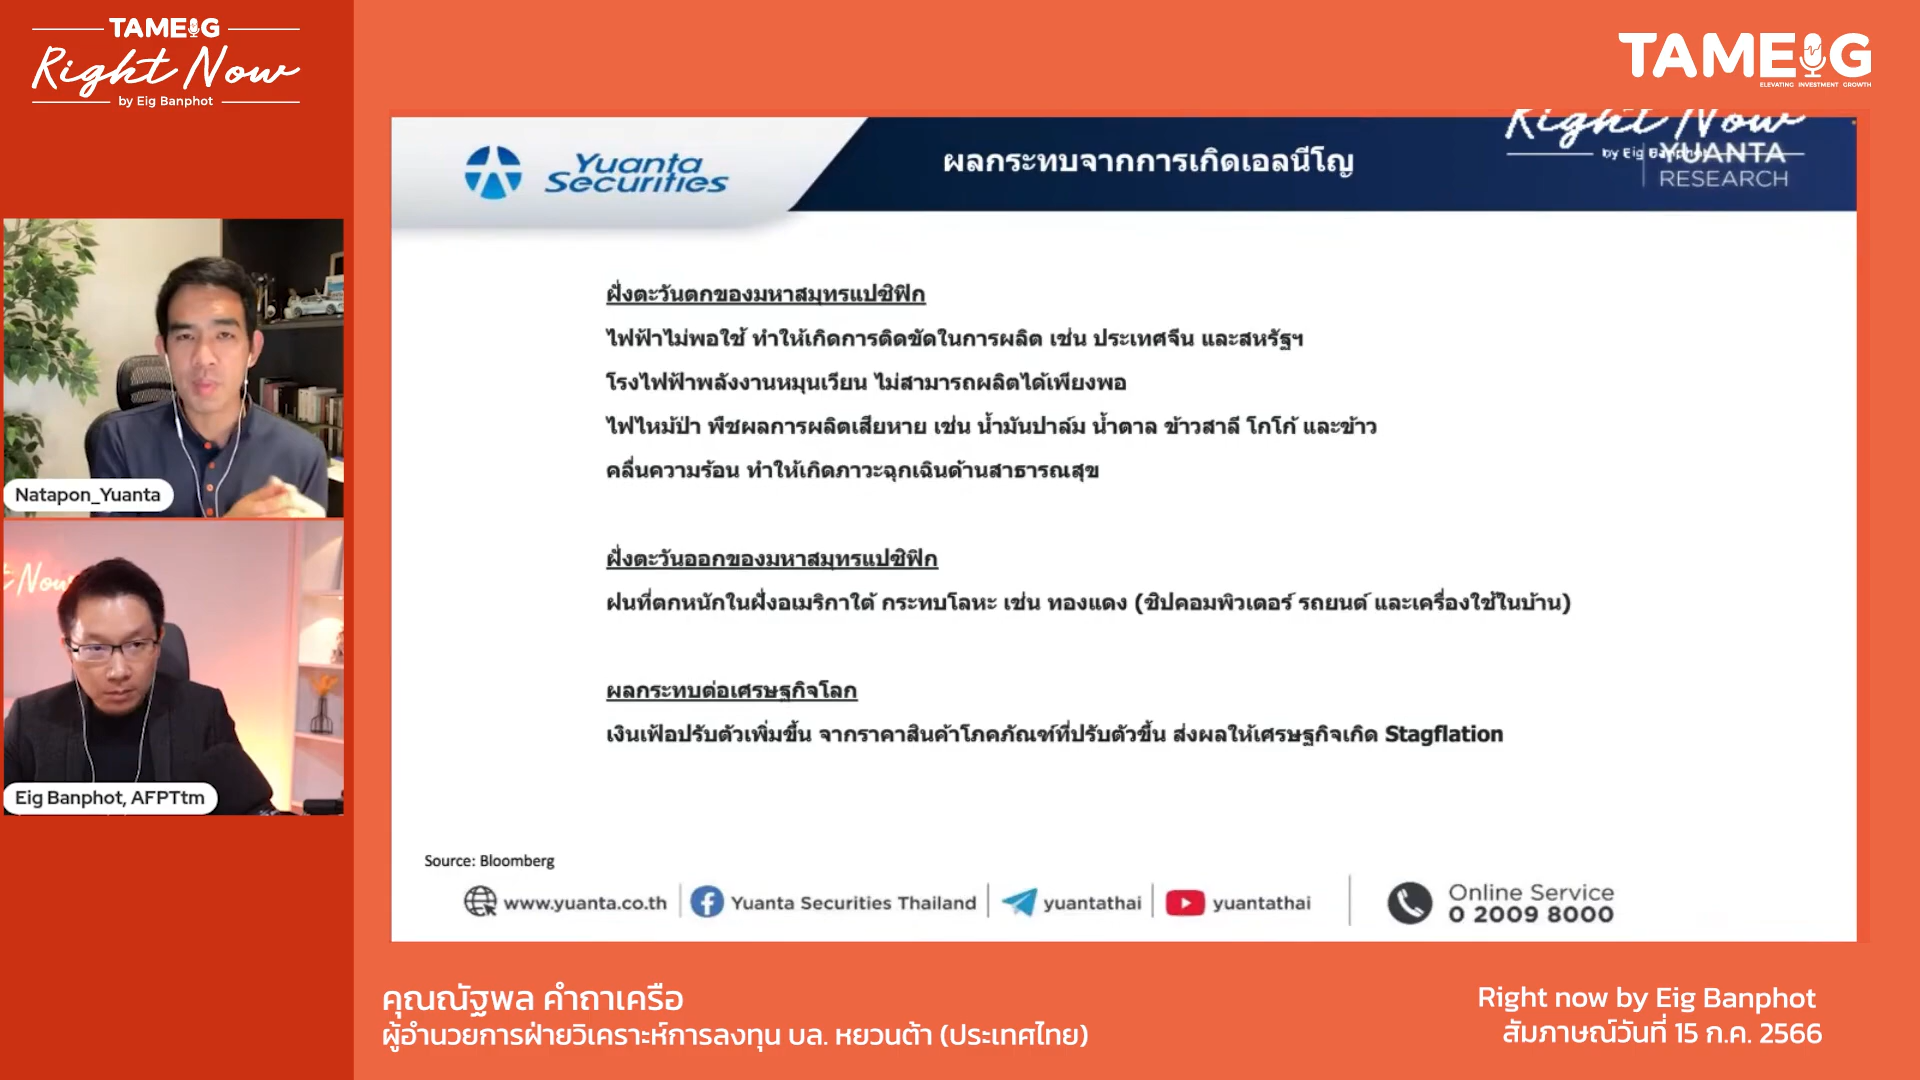 TAMEIG
Right Now
by Eig Banphot
TAMEIG
ELEVATING INVESTMENT GROWTH
Yuanta
Securities
ผลกระทบจากการเกิดเอลนีโญ
Right Now
by Eig Banphot
YUANTA
RESEARCH
ฝั่งตะวันตกของมหาสมุทรแปซิฟิก
ไฟฟ้าไม่พอใช้ ทำให้เกิดการติดขัดในการผลิต เช่น ประเทศจีน และสหรัฐฯ
โรงไฟฟ้าพลังงานหมุนเวียน ไม่สามารถผลิตได้เพียงพอ
ไฟไหม้ป่า พืชผลการผลิตเสียหาย เช่น น้ำมันปาล์ม น้ำตาล ข้าวสาลี โกโก้ และข้าว
คลื่นความร้อน ทำให้เกิดภาวะฉุกเฉินด้านสาธารณสุข
ฝั่งตะวันออกของมหาสมุทรแปซิฟิก
ฝนที่ตกหนักในฝั่งอเมริกาใต้ กระทบโลหะ เช่น ทองแดง (ชิปคอมพิวเตอร์ รถยนต์ และเครื่องใช้ในบ้าน)
ผลกระทบต่อเศรษฐกิจโลก
เงินเฟ้อปรับตัวเพิ่มขึ้น จากราคาสินค้าโภคภัณฑ์ที่ปรับตัวขึ้น ส่งผลให้เศรษฐกิจเกิด Stagflation
Source: Bloomberg
www.yuanta.co.th
Yuanta Securities Thailand
yuantathai
yuantathai
Online Service
0 2009 8000
Natapon_Yuanta
t Now
Eig Banphot, AFPTtm
คุณณัฐพล คำถาเครือ
ผู้อำนวยการฝ่ายวิเคราะห์การลงทุน บล. หยวนต้า (ประเทศไทย)
Right now by Eig Banphot
สัมภาษณ์วันที่ 15 ก.ค. 2566